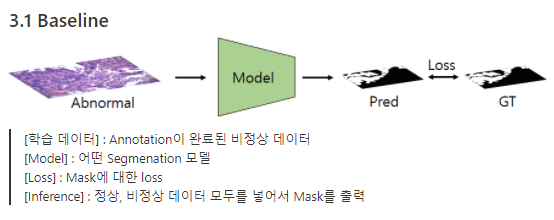 3.1 Baseline
Model
Loss
Abnormal
Pred
GT
[학습 데이터] : Annotation이 완료된 비정상 데이터
[Model] : 어떤 Segmenation 모델
[Loss] : Mask에 대한 loss
[Inference] : 정상, 비정상 데이터 모두를 넣어서 Mask를 출력